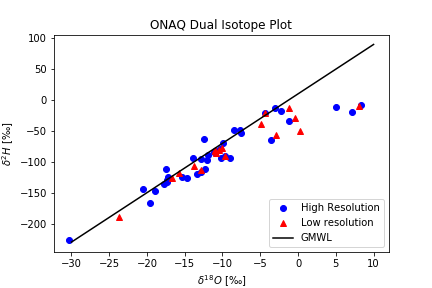 ONAQ Dual Isotope Plot
100
50
0
−50
−100
−150
−200
δ²H [‰]
High Resolution
Low resolution
GMWL
−30 −25 −20 −15 −10 −5 0 5 10
δ¹⁸O [‰]